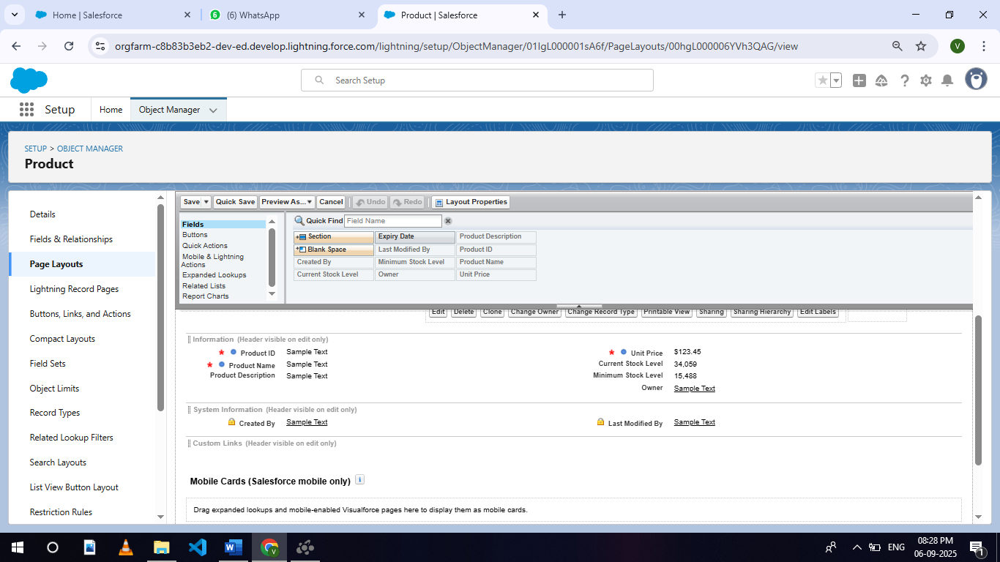 Home | Salesforce
6
(6) WhatsApp
Product | Salesforce
orgfarm-c8b83b3eb2-dev-ed.develop.lightning.force.com/lightning/setup/ObjectManager/01IgL000001sA6f/PageLayouts/00hgL000006YVh3QAG/view
V
Search Setup
Setup
Home
Object Manager
SETUP > OBJECT MANAGER
Product
Details
Fields & Relationships
Page Layouts
Lightning Record Pages
Buttons, Links, and Actions
Compact Layouts
Field Sets
Object Limits
Record Types
Related Lookup Filters
Search Layouts
List View Button Layout
Restriction Rules
Save Quick Save Preview As... Cancel Undo Redo Layout Properties
Fields
Buttons
Quick Actions
Mobile & Lightning
Actions
Expanded Lookups
Related Lists
Report Charts
Quick Find Field Name
Section Expiry Date Product Description
Blank Space Last Modified By Product ID
Created By Minimum Stock Level Product Name
Current Stock Level Owner Unit Price
Edit Delete Clone Change Owner Change Record Type Printable View Sharing Sharing Hierarchy Edit Labels
Information (Header visible on edit only)
* Product ID Sample Text * Unit Price $123.45
* Product Name Sample Text Current Stock Level 34,059
Product Description Sample Text Minimum Stock Level 15,488
Owner Sample Text
System Information (Header visible on edit only)
Created By Sample Text Last Modified By Sample Text
Custom Links (Header visible on edit only)
Mobile Cards (Salesforce mobile only) i
Drag expanded lookups and mobile-enabled Visualforce pages here to display them as mobile cards.
ENG
08:28 PM
06-09-2025
1